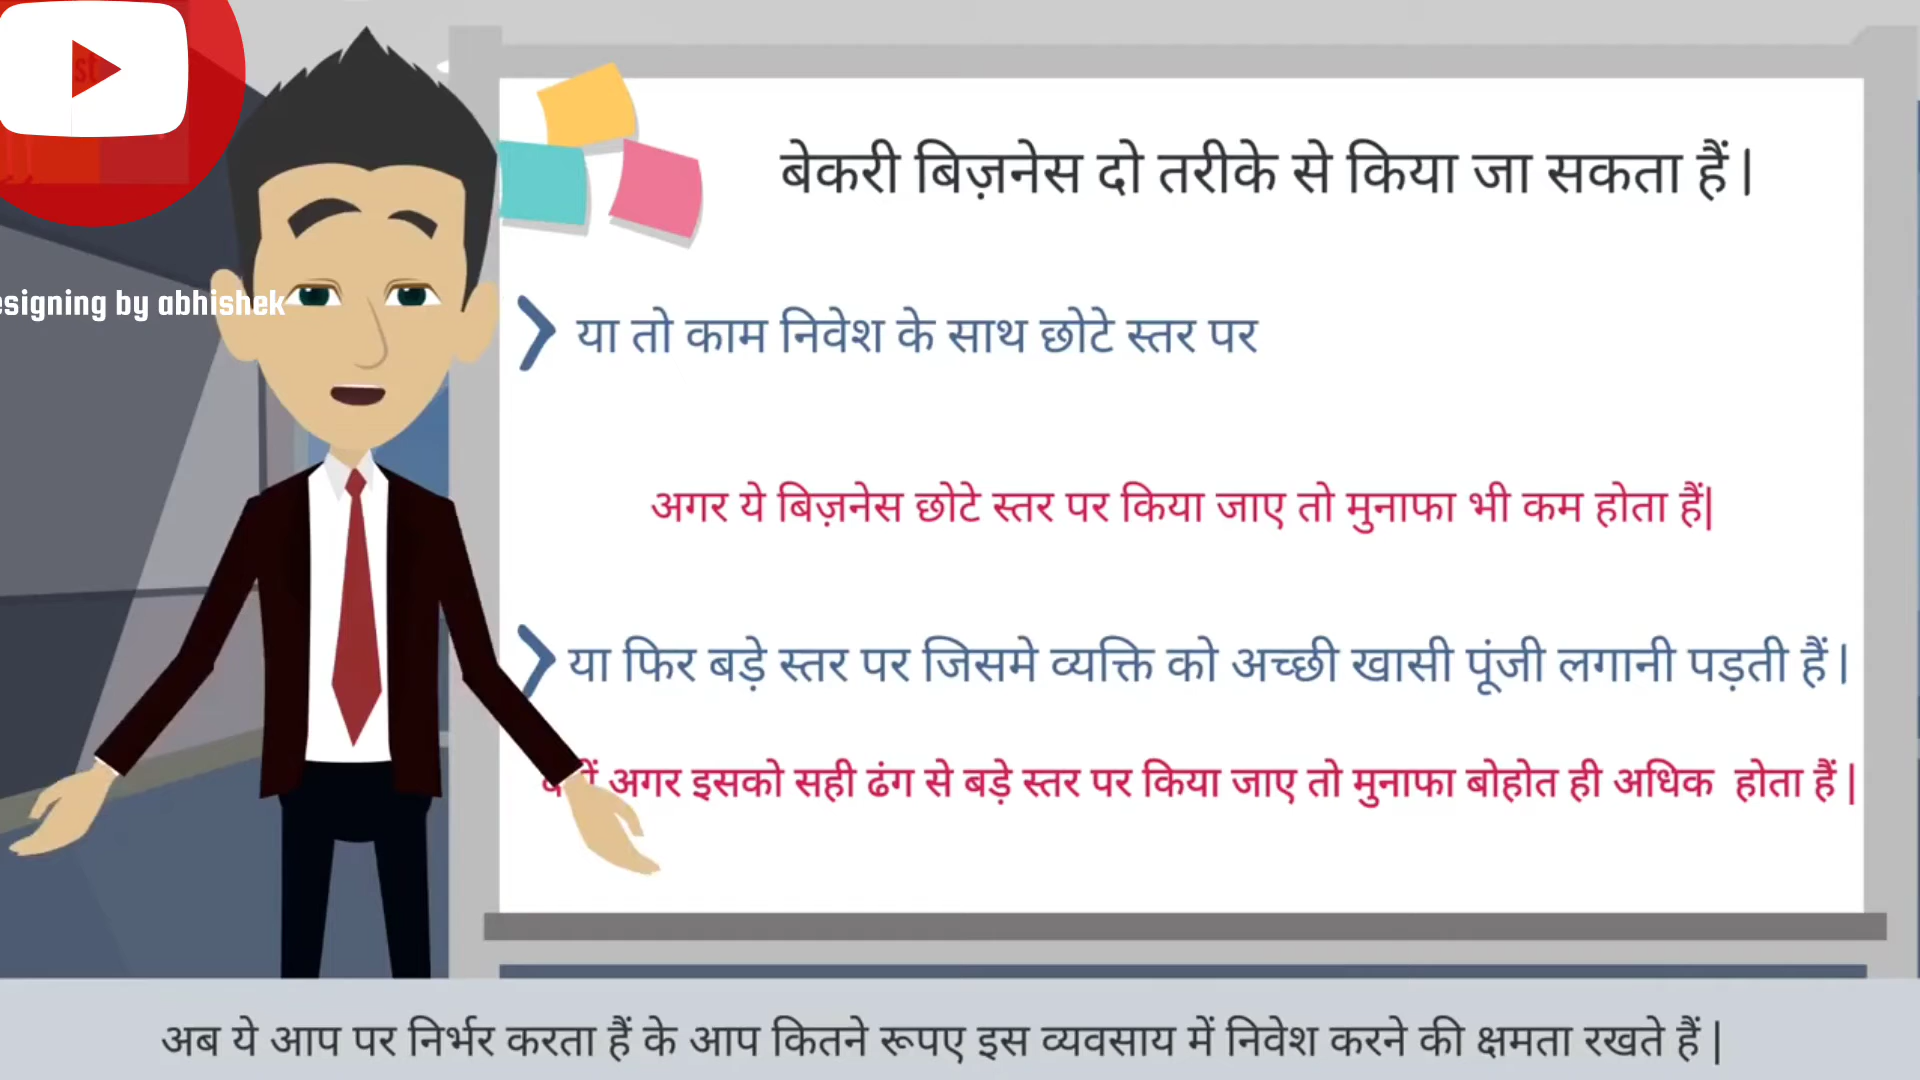 st
esigning by abhishek
बेकरी बिज़नेस दो तरीके से किया जा सकता हैं |
या तो काम निवेश के साथ छोटे स्तर पर
अगर ये बिज़नेस छोटे स्तर पर किया जाए तो मुनाफा भी कम होता हैं|
या फिर बड़े स्तर पर जिसमे व्यक्ति को अच्छी खासी पूंजी लगानी पड़ती हैं |
अगर इसको सही ढंग से बड़े स्तर पर किया जाए तो मुनाफा बोहोत ही अधिक होता हैं |
अब ये आप पर निर्भर करता हैं के आप कितने रूपए इस व्यवसाय में निवेश करने की क्षमता रखते हैं |